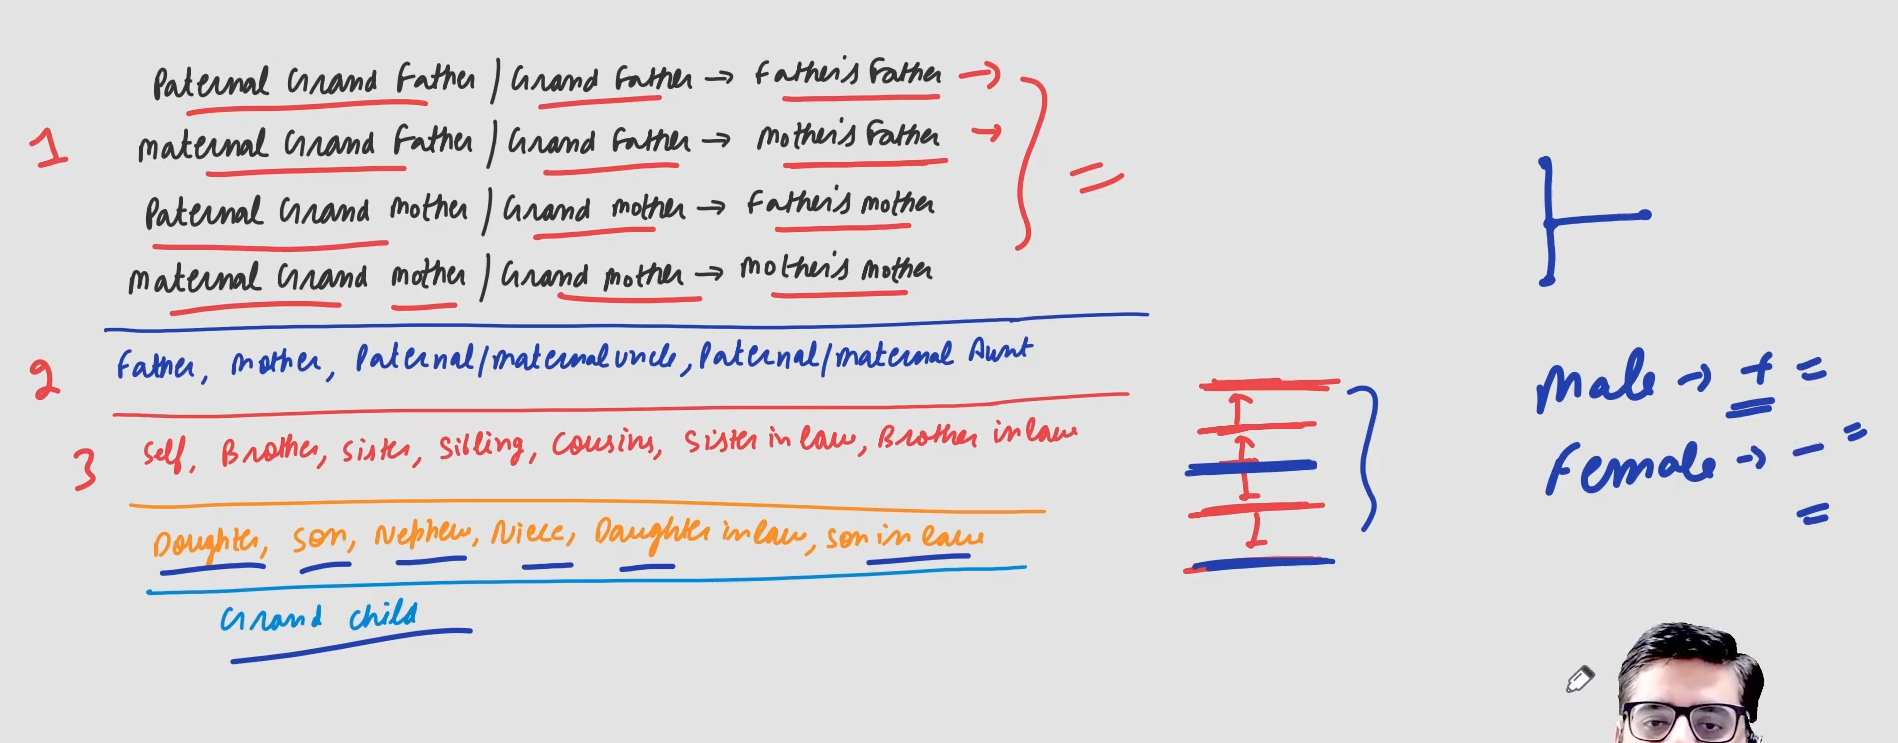 Paternal Grand Father / Grand Father → Father's Father →
1
Maternal Grand Father / Grand Father → Mother's Father →
Paternal Grand Mother / Grand Mother → Father's Mother
Maternal Grand Mother / Grand Mother → Mother's Mother
2
Father, Mother, Paternal/Maternal uncle, Paternal/Maternal Aunt
3
Self, Brother, Sister, Sibling, Cousins, Sister in law, Brother in law
Doughter, Son, Nephew, Niece, Daughter in law, Son in law
Grand child
Male → + =
Female → - =
=